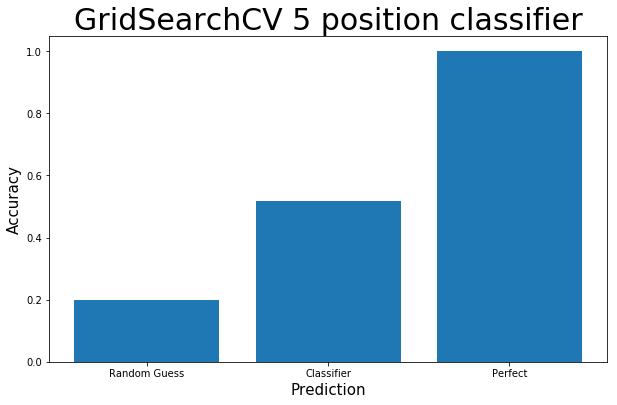 GridSearchCV 5 position classifier
1.0
0.8
0.6
0.4
0.2
0.0
Accuracy
Random Guess
Classifier
Perfect
Prediction